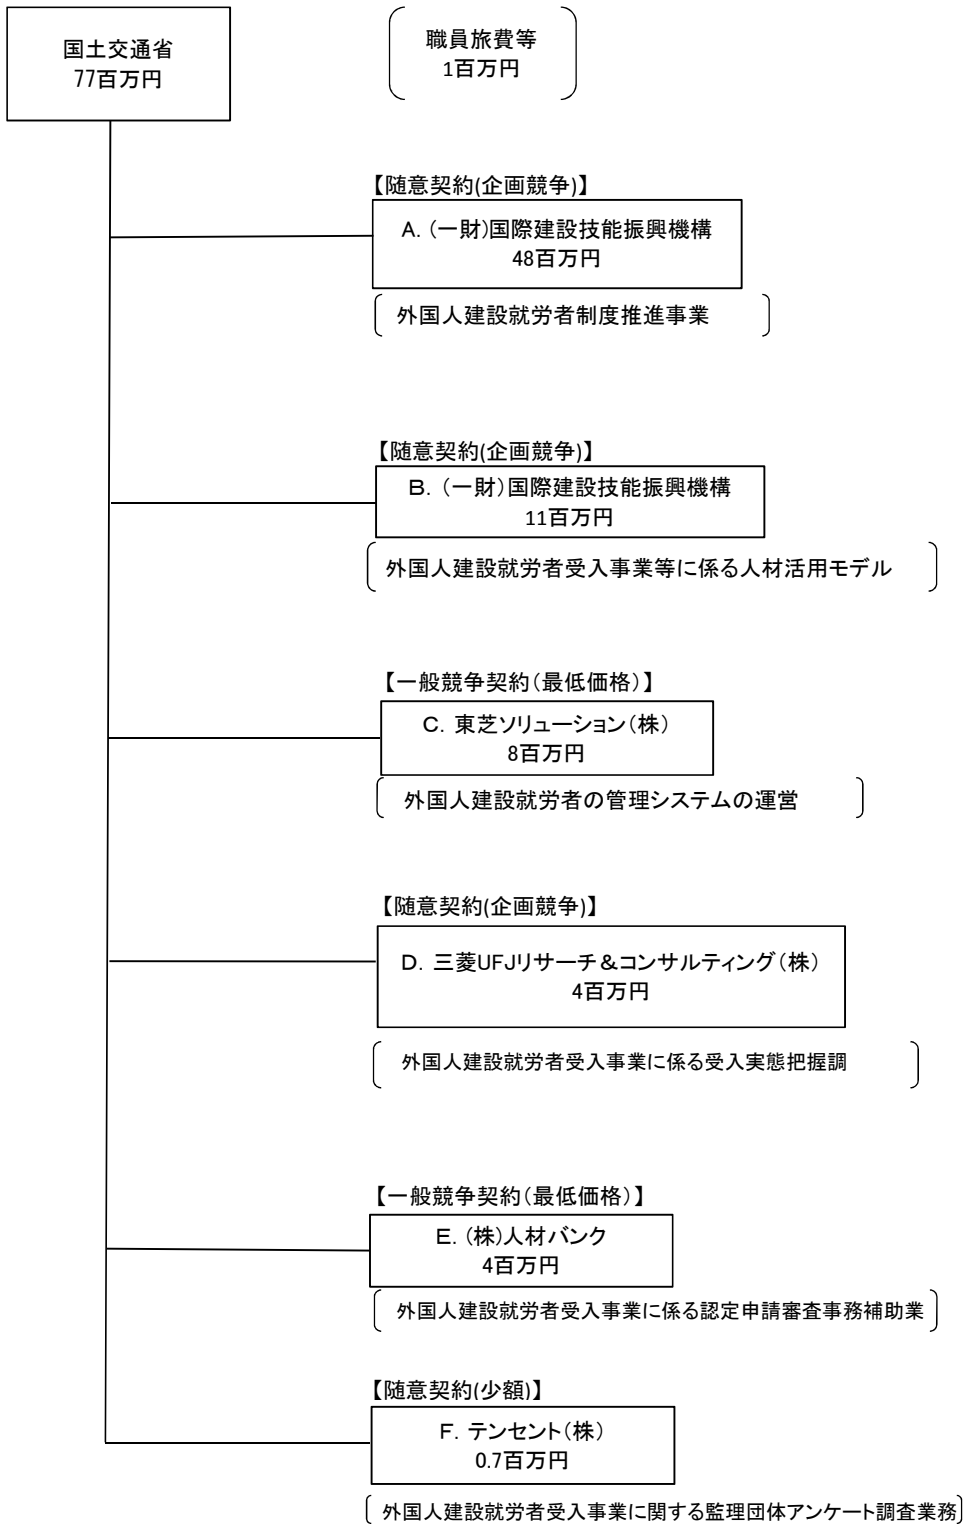 国土交通省
77百万円
職員旅費等
1百万円
【随意契約(企画競争)】
A．（一財）国際建設技能振興機構
48百万円
外国人建設就労者制度推進事業
【随意契約(企画競争)】
B．（一財）国際建設技能振興機構
11百万円
外国人建設就労者受入事業等に係る人材活用モデル
【一般競争契約（最低価格）】
C．東芝ソリューション（株）
8百万円
外国人建設就労者の管理システムの運営
【随意契約(企画競争)】
D．三菱UFJリサーチ＆コンサルティング（株）
4百万円
外国人建設就労者受入事業に係る受入実態把握調
【一般競争契約（最低価格）】
E．（株）人材バンク
4百万円
外国人建設就労者受入事業に係る認定申請審査事務補助業
【随意契約(少額)】
F．テンセント（株）
0.7百万円
外国人建設就労者受入事業に関する監理団体アンケート調査業務